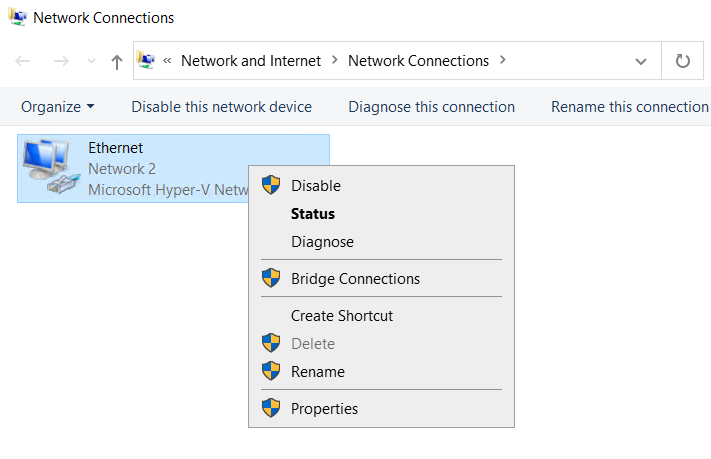 Network Connections
« Network and Internet > Network Connections >
Organize Disable this network device Diagnose this connection Rename this connection
Ethernet
Network 2
Microsoft Hyper-V Netw
Disable
Status
Diagnose
Bridge Connections
Create Shortcut
Delete
Rename
Properties